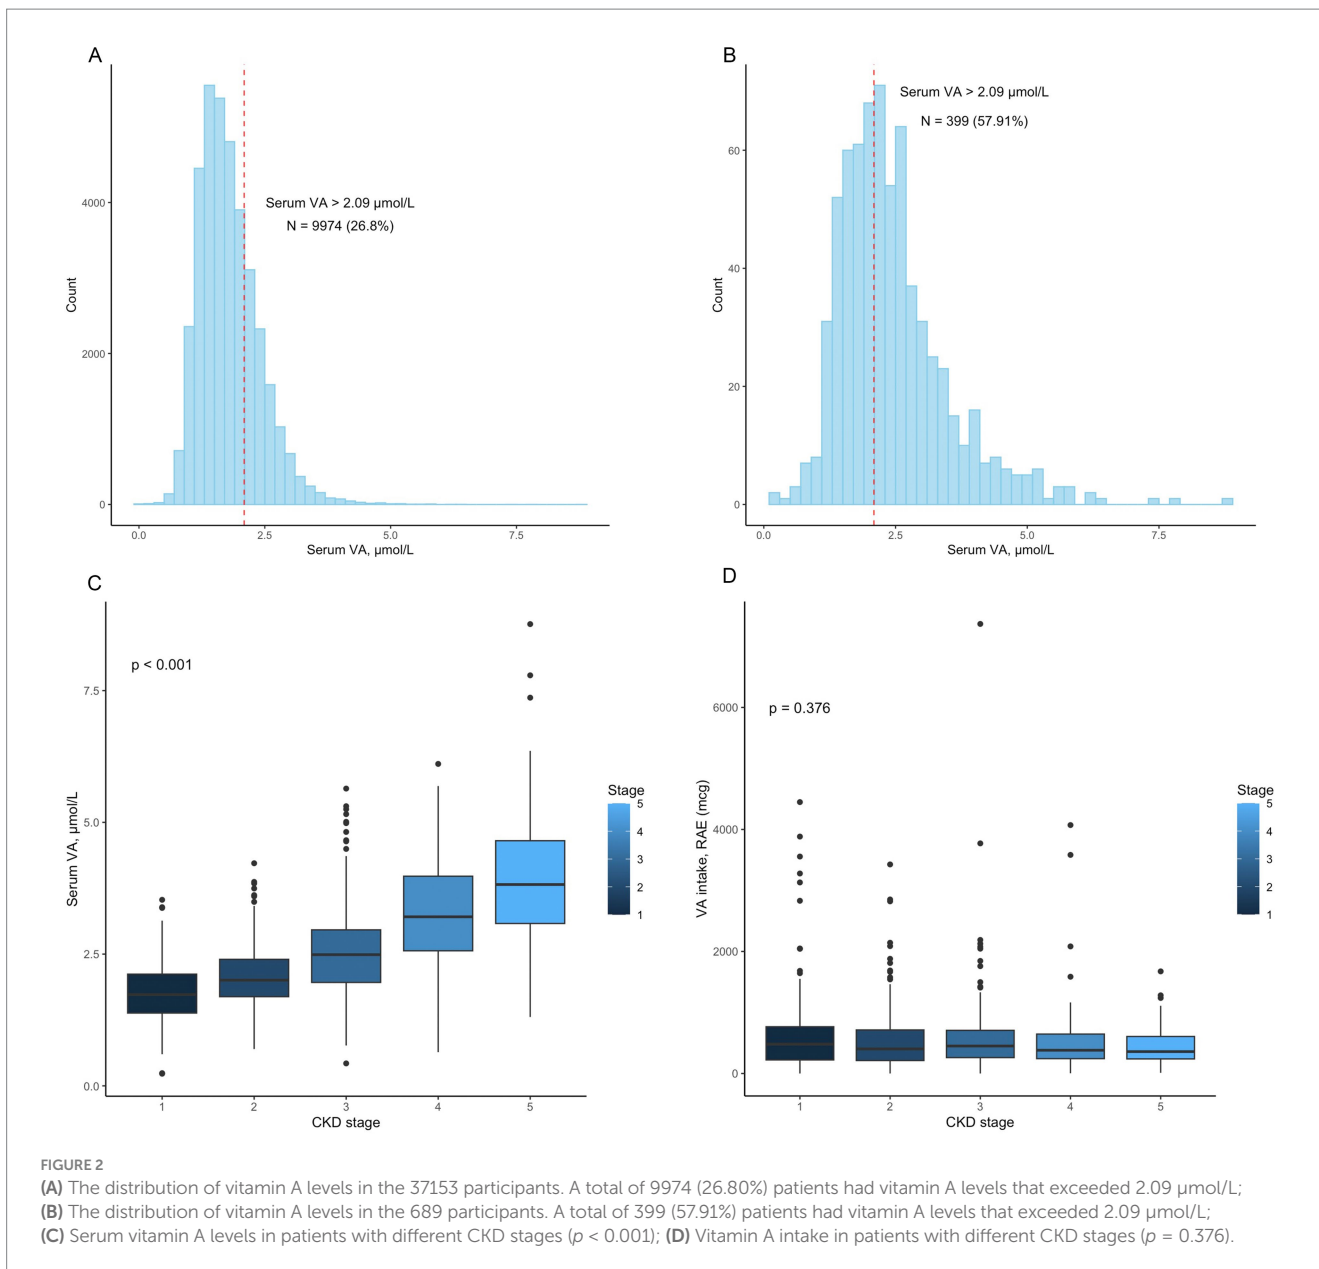 A
Serum VA > 2.09 µmol/L
N = 9974 (26.8%)
Count
4000
2000
0
0.0 2.5 5.0 7.5
Serum VA, µmol/L
B
Serum VA > 2.09 µmol/L
N = 399 (57.91%)
Count
60
40
20
0
0.0 2.5 5.0 7.5
Serum VA, µmol/L
C
p < 0.001
Serum VA, µmol/L
7.5
5.0
2.5
0.0
1 2 3 4 5
CKD stage
Stage
5
4
3
2
1
D
p = 0.376
VA intake, RAE (mcg)
6000
4000
2000
0
1 2 3 4 5
CKD stage
Stage
5
4
3
2
1
FIGURE 2
(A) The distribution of vitamin A levels in the 37153 participants. A total of 9974 (26.80%) patients had vitamin A levels that exceeded 2.09 µmol/L;
(B) The distribution of vitamin A levels in the 689 participants. A total of 399 (57.91%) patients had vitamin A levels that exceeded 2.09 µmol/L;
(C) Serum vitamin A levels in patients with different CKD stages (p < 0.001); (D) Vitamin A intake in patients with different CKD stages (p = 0.376).